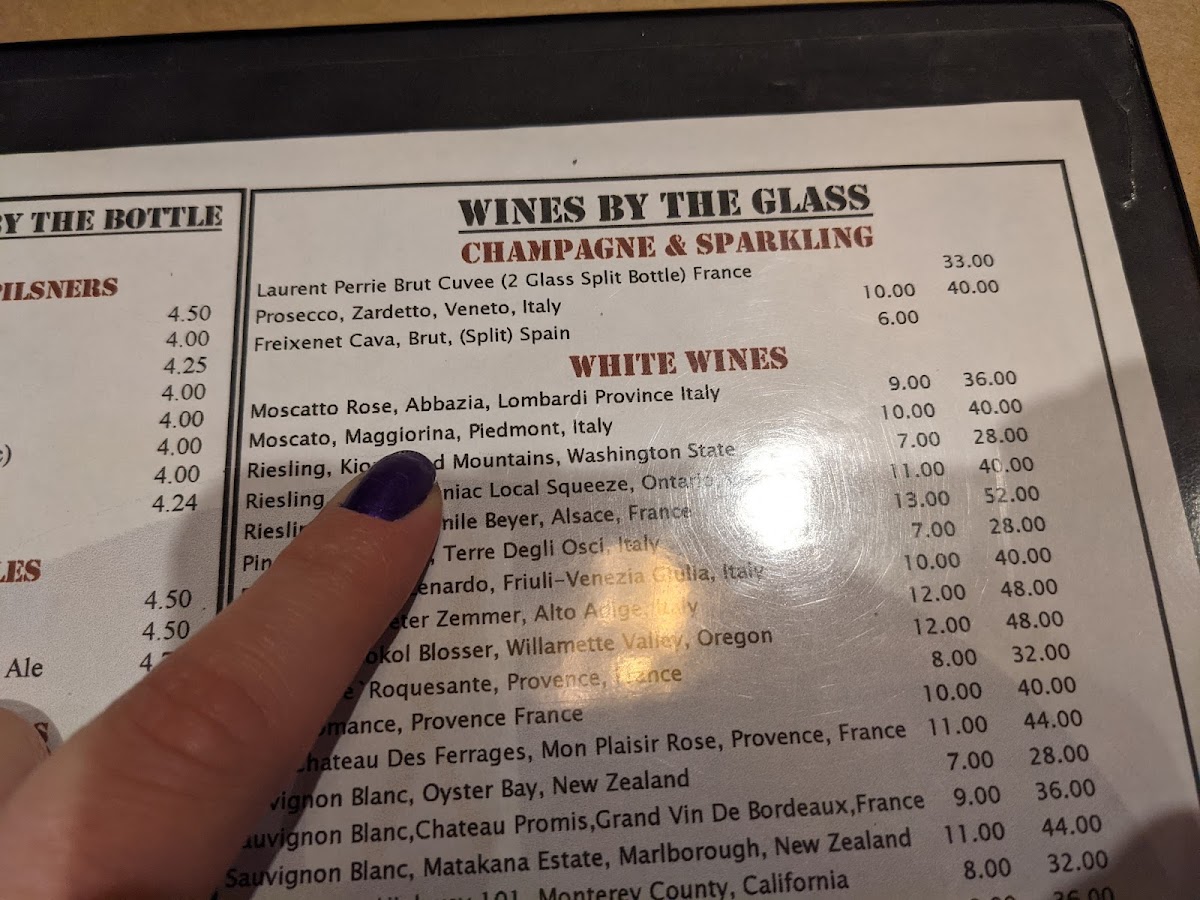 BY THE BOTTLE
PILSNERS
4.50
4.00
4.25
4.00
4.00
4.00
4.00
4.24
4.50
4.50
Ale
WINES BY THE GLASS
CHAMPAGNE & SPARKLING
Laurent Perrie Brut Cuvee (2 Glass Split Bottle) France 33.00
Prosecco, Zardetto, Veneto, Italy 10.00 40.00
Freixenet Cava, Brut, (Split) Spain 6.00
WHITE WINES
Moscatto Rose, Abbazia, Lombardi Province Italy 9.00 36.00
Moscato, Maggiorina, Piedmont, Italy 10.00 40.00
Riesling, Mountains, Washington State 7.00 28.00
Riesling Local Squeeze, Ontario 11.00 40.00
Beyer, Alsace, France 13.00 52.00
Terre Degli Osci, Italy 7.00 28.00
Friuli-Venezia Giulia, Italy 10.00 40.00
Zemmer, Alto Adige, Italy 12.00 48.00
Blosser, Willamette Valley, Oregon 12.00 48.00
Roquesante, Provence, France 8.00 32.00
Provence France 10.00 40.00
Chateau Des Ferrages, Mon Plaisir Rose, Provence, France 11.00 44.00
Blanc, Oyster Bay, New Zealand 7.00 28.00
Sauvignon Blanc,Chateau Promis,Grand Vin De Bordeaux,France 9.00 36.00
Sauvignon Blanc, Matakana Estate, Marlborough, New Zealand 11.00 44.00
101, Monterey County, California 8.00 32.00
36.00